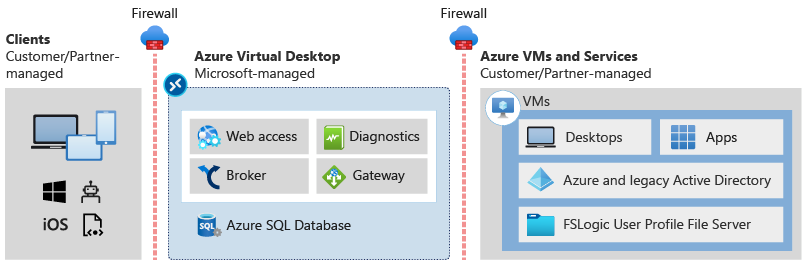 Firewall
Firewall
Clients
Customer/Partner-
managed
Azure Virtual Desktop
Microsoft-managed
Azure VMs and Services
Customer/Partner-managed
iOS
Web access
Diagnostics
Broker
Gateway
SQL
Azure SQL Database
VMs
Desktops
Apps
Azure and legacy Active Directory
FSLogic User Profile File Server